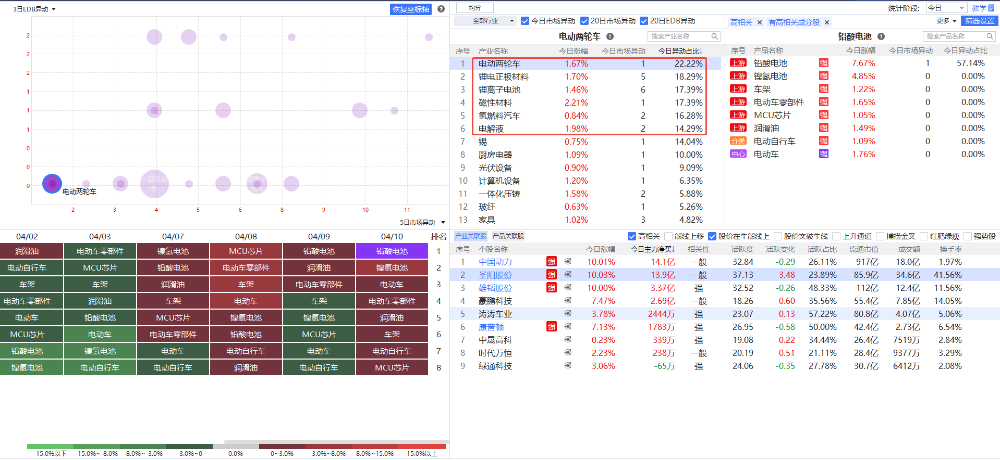 3日EDB异动
恢复坐标轴
2
2
2
1
1
1
0
0
0
计算机设备
锂离子电池
电动两轮车
2 3 4 5 6 8 9 10 11
5日市场异动
均分
统计阶段: 今日 教学
全部行业 今日市场异动 20日市场异动 20日EDB异动
电动两轮车 搜索产业名称
序号 产业名称 今日涨幅 今日市场异动 今日异动占比↓
1 电动两轮车 1.67% 1 22.22%
2 锂电正极材料 1.70% 5 18.29%
3 锂离子电池 1.46% 6 17.39%
4 磁性材料 2.21% 1 17.39%
5 氢燃料汽车 0.84% 2 16.28%
6 电解液 1.98% 2 14.29%
7 锡 0.75% 1 14.04%
8 厨房电器 1.09% 1 10.00%
9 光伏设备 0.90% 1 9.09%
10 计算机设备 1.20% 1 6.35%
11 一体化压铸 1.58% 2 5.88%
12 玻纤 0.63% 1 5.26%
13 家具 1.02% 3 4.82%
高相关 × 有高相关成分股 × 更多 筛选设置
铅酸电池 搜索产品名称
序号 产品名称 今日涨幅 今日市场异动 今日异动占比
上游 铅酸电池 强 7.67% 1 57.14%
上游 镍氢电池 强 4.85% 0 0.00%
上游 车架 强 1.22% 0 0.00%
上游 电动车零部件 强 1.65% 0 0.00%
上游 MCU芯片 强 1.05% 0 0.00%
上游 润滑油 强 1.49% 0 0.00%
分类 电动自行车 强 1.09% 0 0.00%
中心 电动车 强 1.76% 0 0.00%
04/02 04/03 04/07 04/08 04/09 04/10 排名
润滑油 电动车零部件 镍氢电池 MCU芯片 铅酸电池 铅酸电池 1
电动自行车 MCU芯片 铅酸电池 电动车零部件 润滑油 镍氢电池 2
车架 车架 润滑油 车架 电动车零部件 电动车 3
电动车零部件 润滑油 车架 电动车 车架 电动车零部件 4
电动车 铅酸电池 MCU芯片 镍氢电池 镍氢电池 润滑油 5
MCU芯片 电动车 电动车零部件 铅酸电池 MCU芯片 车架 6
铅酸电池 镍氢电池 电动车 电动自行车 电动车 电动自行车 7
镍氢电池 电动自行车 电动自行车 润滑油 电动自行车 MCU芯片 8
-15.0%以下 -15.0%~-8.0% -8.0%~-3.0% -3.0%~0 0.0% 0~3.0% 3.0%~8.0% 8.0%~15.0% 15.0%以上
产业关联股 产品关联股 高相关 熊线上移 股价在牛熊线上 股价突破牛线 上升通道 捕捞金叉 红肥绿瘦 强势股
序号 个股名称 今日涨幅 今日主力净买↓ 相关性 活跃度 活跃变化 活跃占比 流通市值 成交额 换手率
1 中国动力 强 10.01% 14.1亿 一般 32.84 -0.29 26.11% 917亿 18.0亿 1.97%
2 圣阳股份 强 10.03% 13.9亿 一般 37.13 3.48 23.89% 85.9亿 34.6亿 41.56%
3 雄韬股份 强 10.00% 3.37亿 强 32.52 -0.26 48.33% 112亿 12.4亿 11.56%
4 豪鹏科技 7.47% 2.69亿 一般 18.26 0.60 35.56% 55.4亿 7.85亿 14.05%
5 涛涛车业 3.78% 2444万 强 23.07 0.13 57.22% 80.8亿 4.07亿 5.06%
6 康普顿 强 7.13% 1783万 强 26.95 -0.58 50.00% 42.4亿 2.73亿 6.54%
7 中晟高科 0.23% 339万 强 19.08 0.22 34.44% 26.4亿 7519万 2.84%
8 时代万恒 2.23% 238万 一般 20.19 0.51 21.11% 28.4亿 9377万 3.29%
9 绿通科技 3.06% -65万 强 24.06 -0.35 27.78% 30.7亿 6412万 2.08%